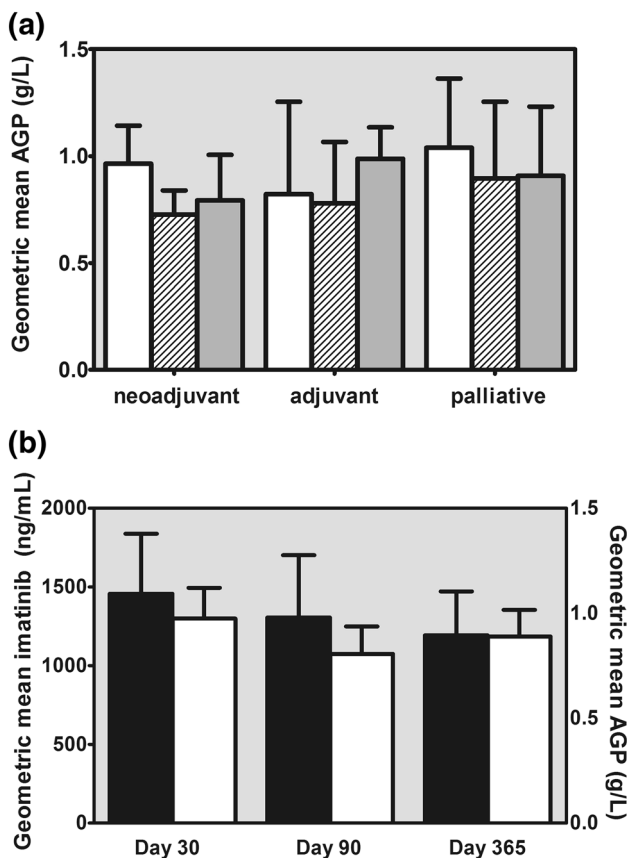 (a)
Geometric mean AGP (g/L)
1.5
1.0
0.5
0.0
neoadjuvant adjuvant palliative
(b)
Geometric mean imatinib (ng/mL)
2000
1500
1000
500
0
1.5
1.0
0.5
0.0
Geometric mean AGP
(g/L)
Day 30 Day 90 Day 365